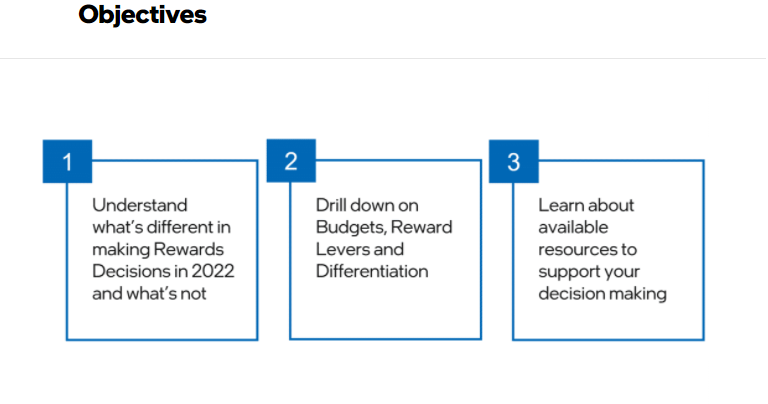 Objectives
1
Understand
what's different in
making Rewards
Decisions in 2022
and what's not
2
Drill down on
Budgets, Reward
Levers and
Differentiation
3
Learn about
available
resources to
support your
decision making